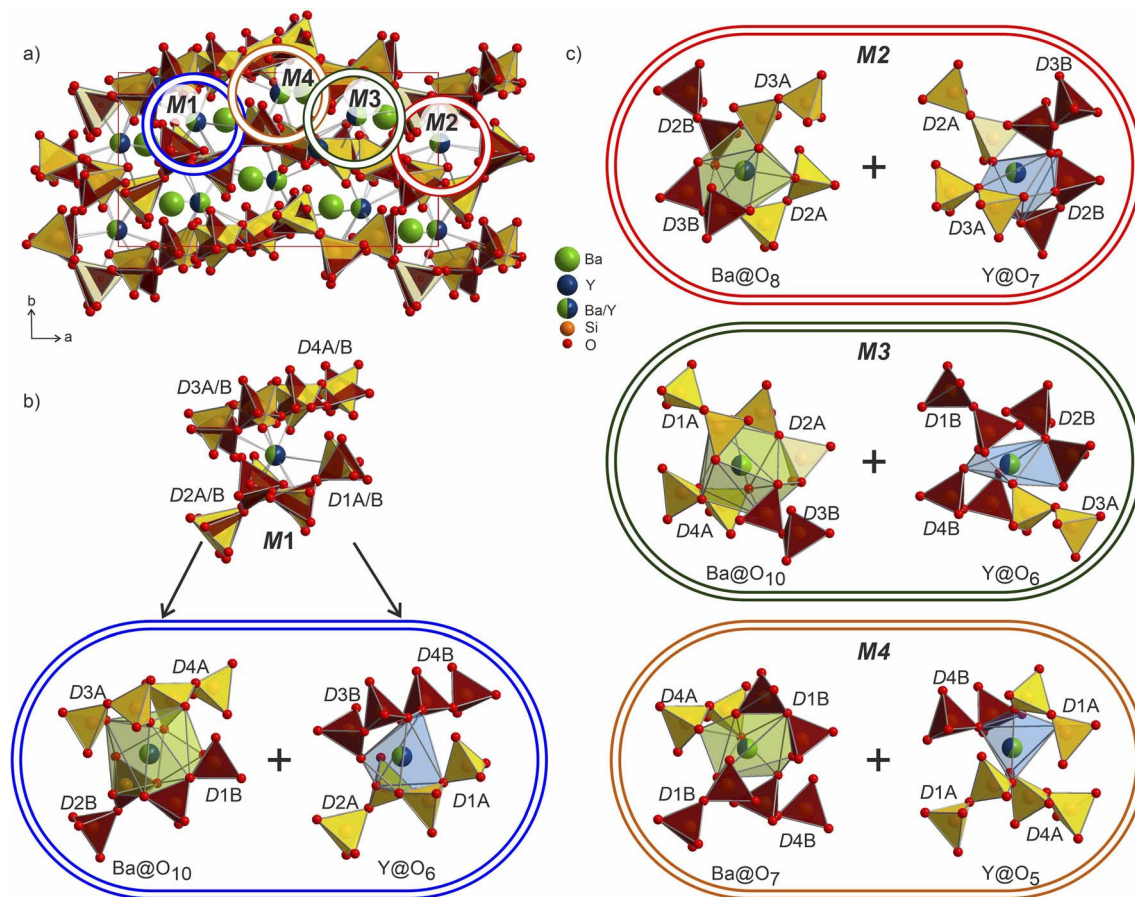 a)
M1
M4
M3
M2
b
a
Ba
Y
Ba/Y
Si
O
b)
D4A/B
D3A/B
D2A/B
D1A/B
M1
D4A
D3A
D2B
D1B
Ba@O10
+
D4B
D3B
D2A
D1A
Y@O6
c)
M2
D3A
D2B
D3B
D2A
Ba@O8
+
D3B
D2A
D3A
D2B
Y@O7
M3
D1A
D2A
D4A
D3B
Ba@O10
+
D1B
D2B
D4B
D3A
Y@O6
M4
D4A
D1B
D1B
D4B
Ba@O7
+
D4B
D1A
D1A
D4A
Y@O5